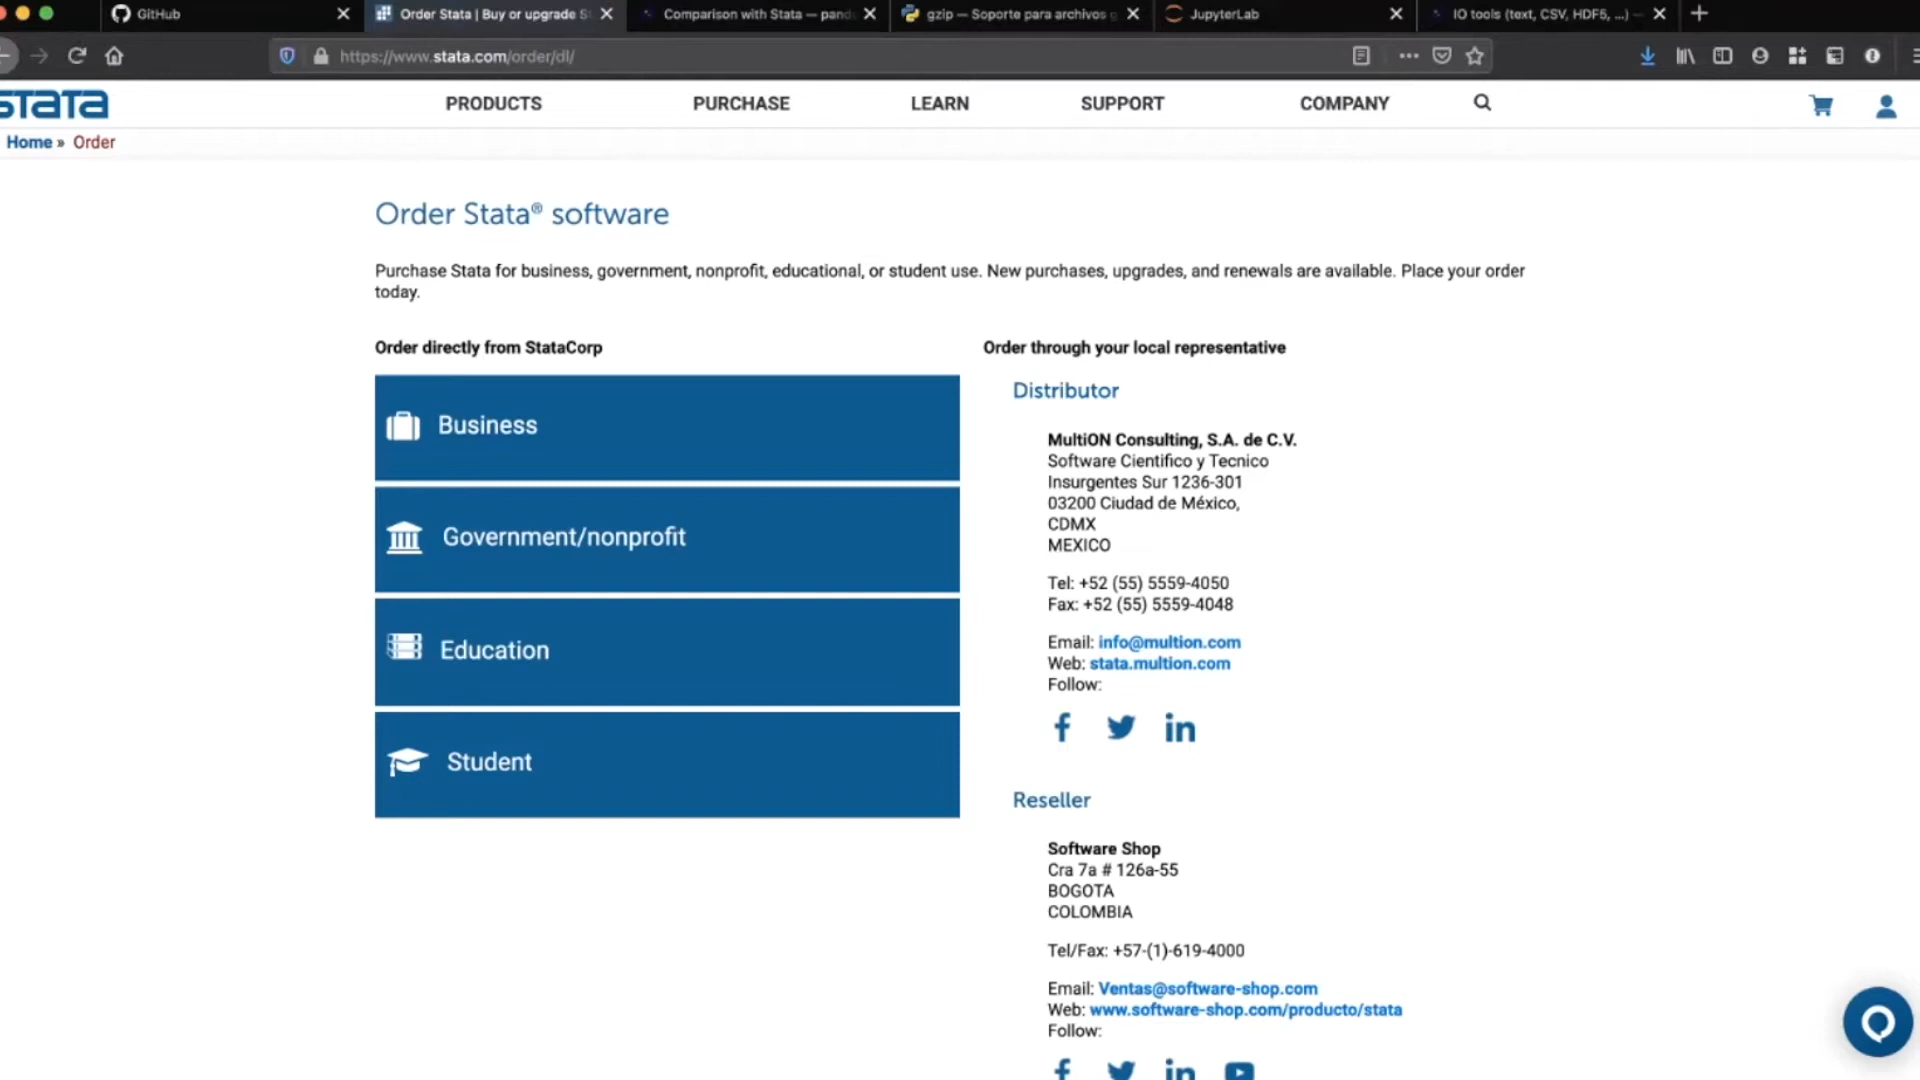 GitHub
Order Stata | Buy or upgrade St
Comparison with Stata — pand
gzip — Soporte para archivos g
JupyterLab
IO tools (text, CSV, HDF5, …) —
https://www.stata.com/order/dl/
stata
PRODUCTS
PURCHASE
LEARN
SUPPORT
COMPANY
Home » Order
Order Stata® software
Purchase Stata for business, government, nonprofit, educational, or student use. New purchases, upgrades, and renewals are available. Place your order
today.
Order directly from StataCorp
Business
Government/nonprofit
Education
Student
Order through your local representative
Distributor
MultiON Consulting, S.A. de C.V.
Software Cientifico y Tecnico
Insurgentes Sur 1236-301
03200 Ciudad de México,
CDMX
MEXICO
Tel: +52 (55) 5559-4050
Fax: +52 (55) 5559-4048
Email: info@multion.com
Web: stata.multion.com
Follow:
Reseller
Software Shop
Cra 7a # 126a-55
BOGOTA
COLOMBIA
Tel/Fax: +57-(1)-619-4000
Email: Ventas@software-shop.com
Web: www.software-shop.com/producto/stata
Follow: